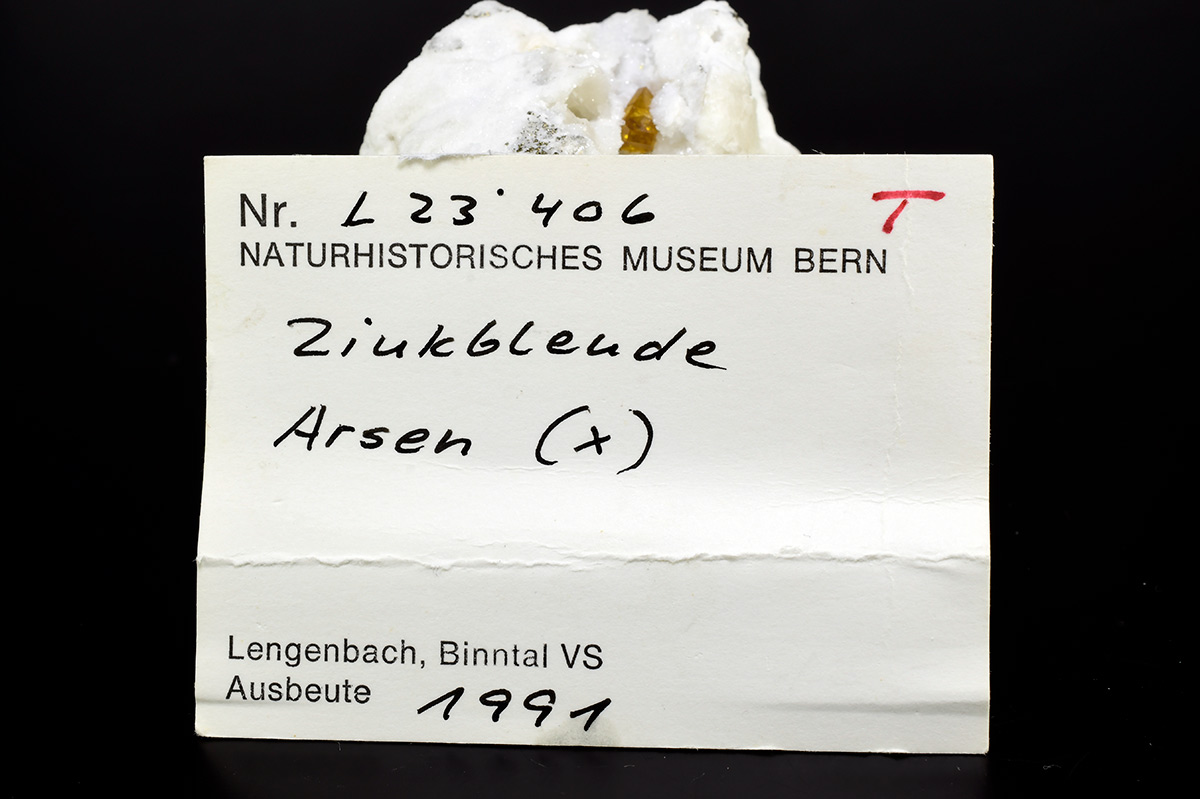 Nr. L 23˙406 T
NATURHISTORISCHES MUSEUM BERN
Zinkblende
Arsen (x)
Lengenbach, Binntal VS
Ausbeute 1991